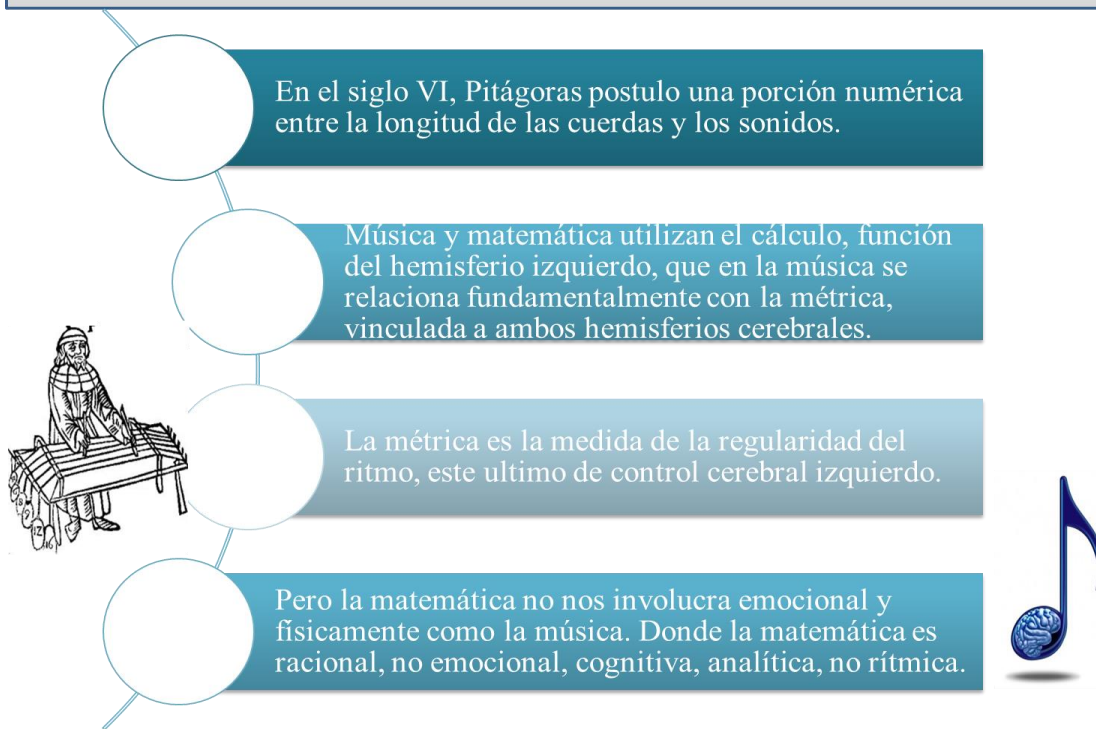 En el siglo VI, Pitágoras postulo una porción numérica
entre la longitud de las cuerdas y los sonidos.
Música y matemática utilizan el cálculo, función
del hemisferio izquierdo, que en la música se
relaciona fundamentalmente con la métrica,
vinculada a ambos hemisferios cerebrales.
La métrica es la medida de la regularidad del
ritmo, este ultimo de control cerebral izquierdo.
Pero la matemática no nos involucra emocional y
físicamente como la música. Donde la matemática es
racional, no emocional, cognitiva, analítica, no rítmica.